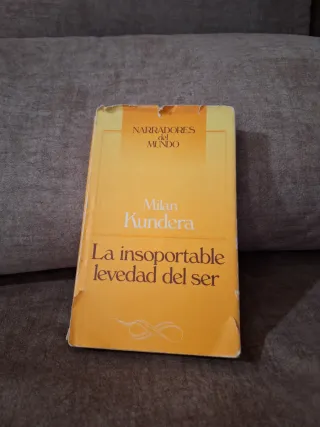 NARRADORES
del
MUNDO
Milan
Kundera
La insoportable
levedad del ser